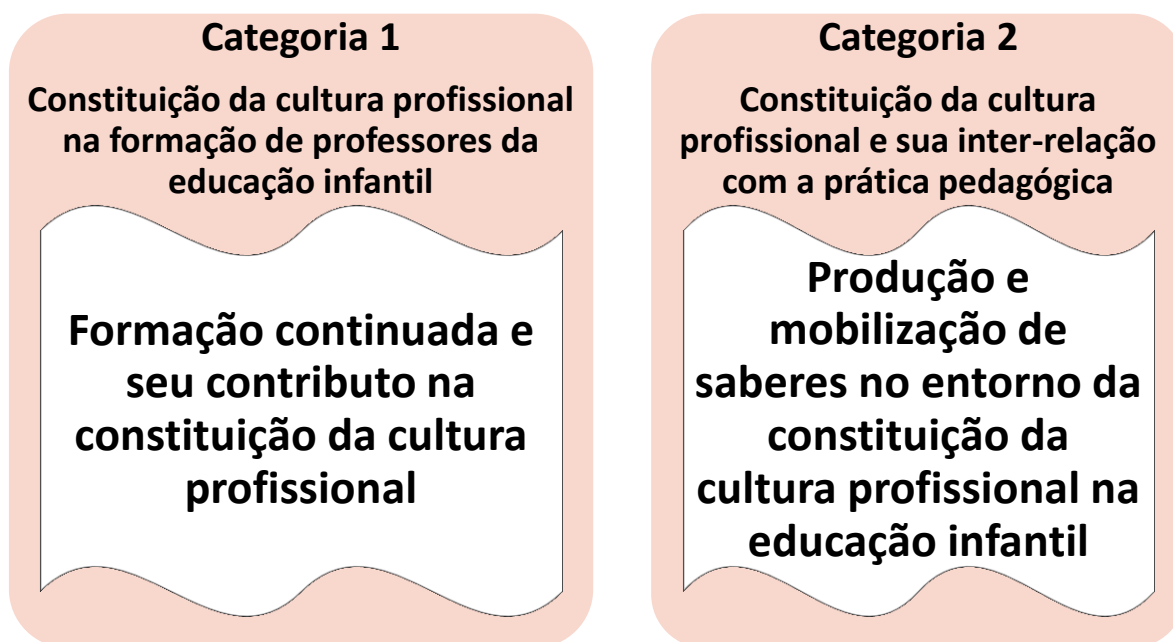 Categoria 1
Constituição da cultura profissional
na formação de professores da
educação infantil
Formação continuada e
seu contributo na
constituição da cultura
profissional
Categoria 2
Constituição da cultura
profissional e sua inter-relação
com a prática pedagógica
Produção e
mobilização de
saberes no entorno da
constituição da
cultura profissional na
educação infantil